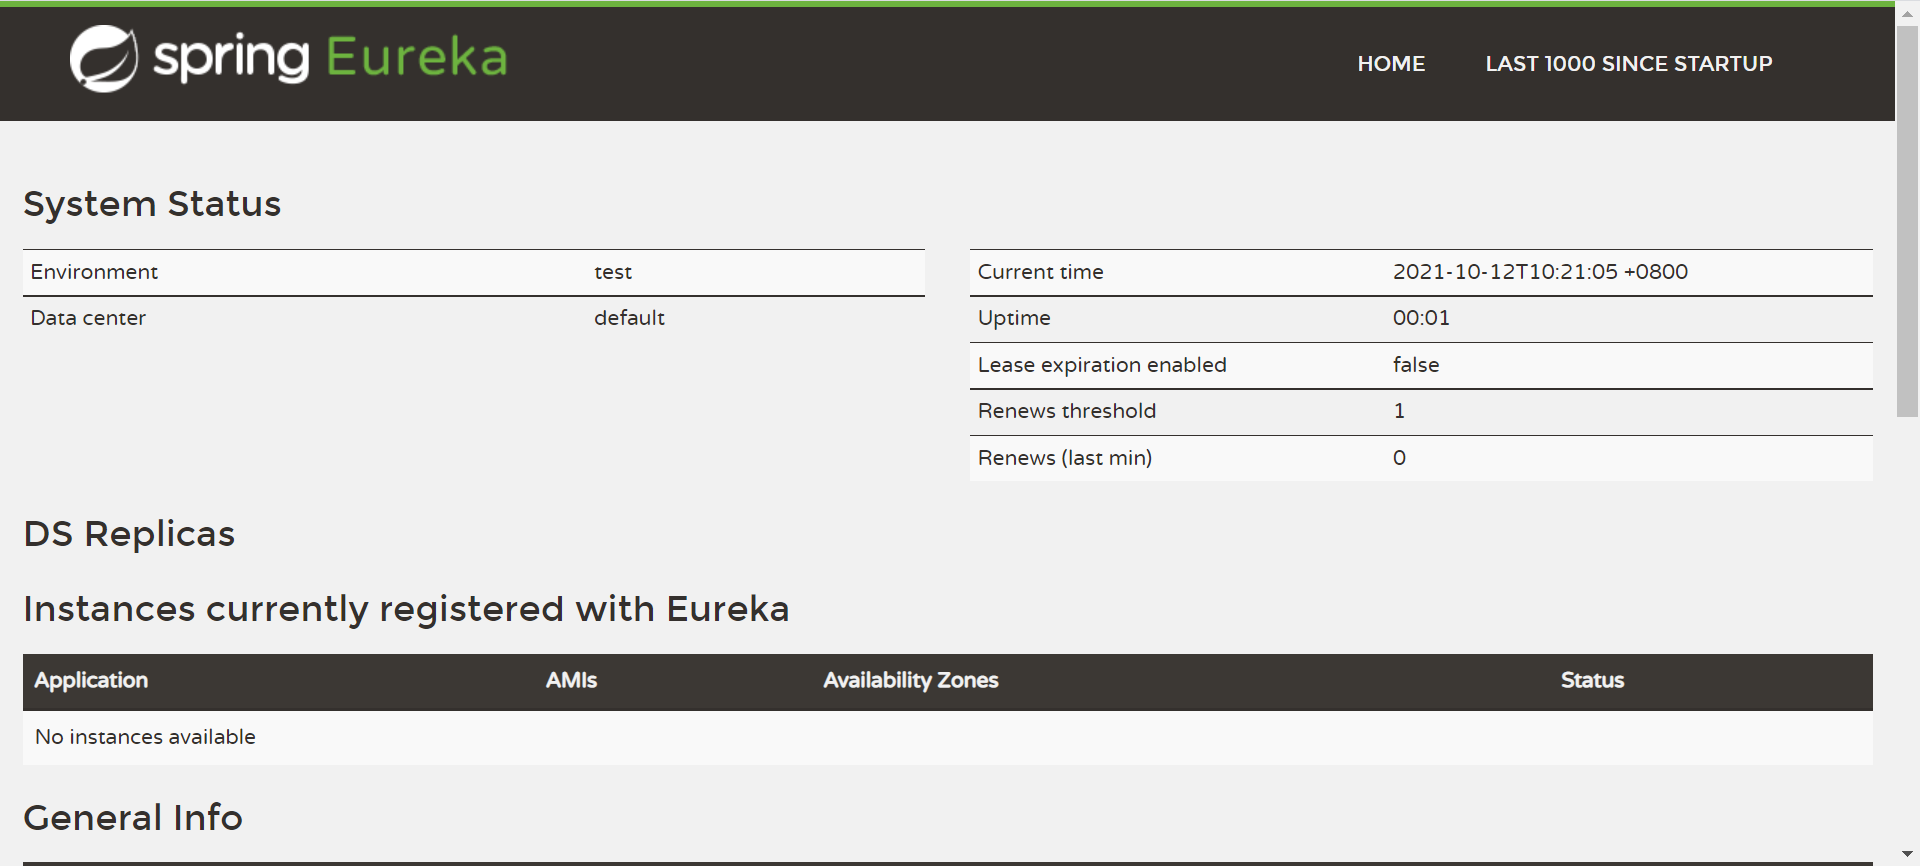 spring Eureka
HOME LAST 1000 SINCE STARTUP
System Status
Environment test
Data center default
Current time 2021-10-12T10:21:05 +0800
Uptime 00:01
Lease expiration enabled false
Renews threshold 1
Renews (last min) 0
DS Replicas
Instances currently registered with Eureka
Application AMIs Availability Zones Status
No instances available
General Info